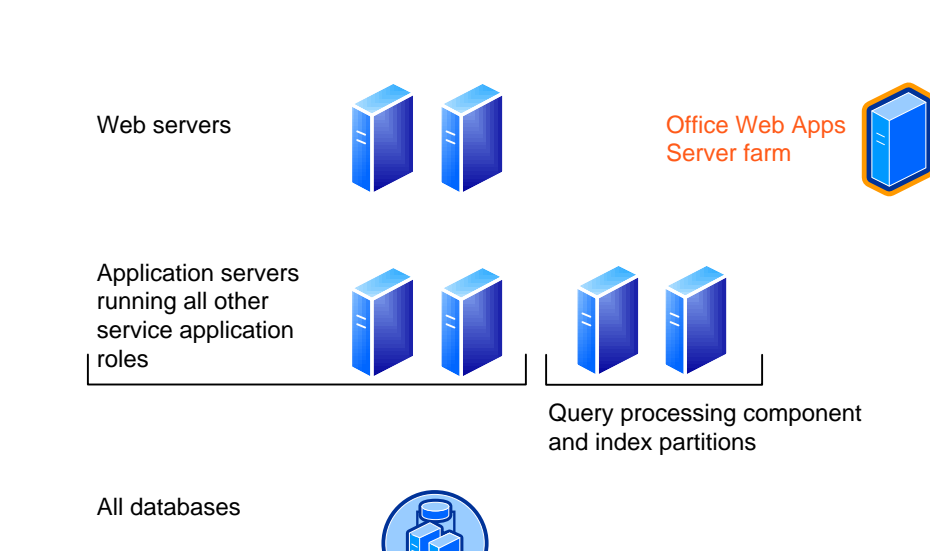 Web servers
Office Web Apps
Server farm
Application servers
running all other
service application
roles
Query processing component
and index partitions
All databases